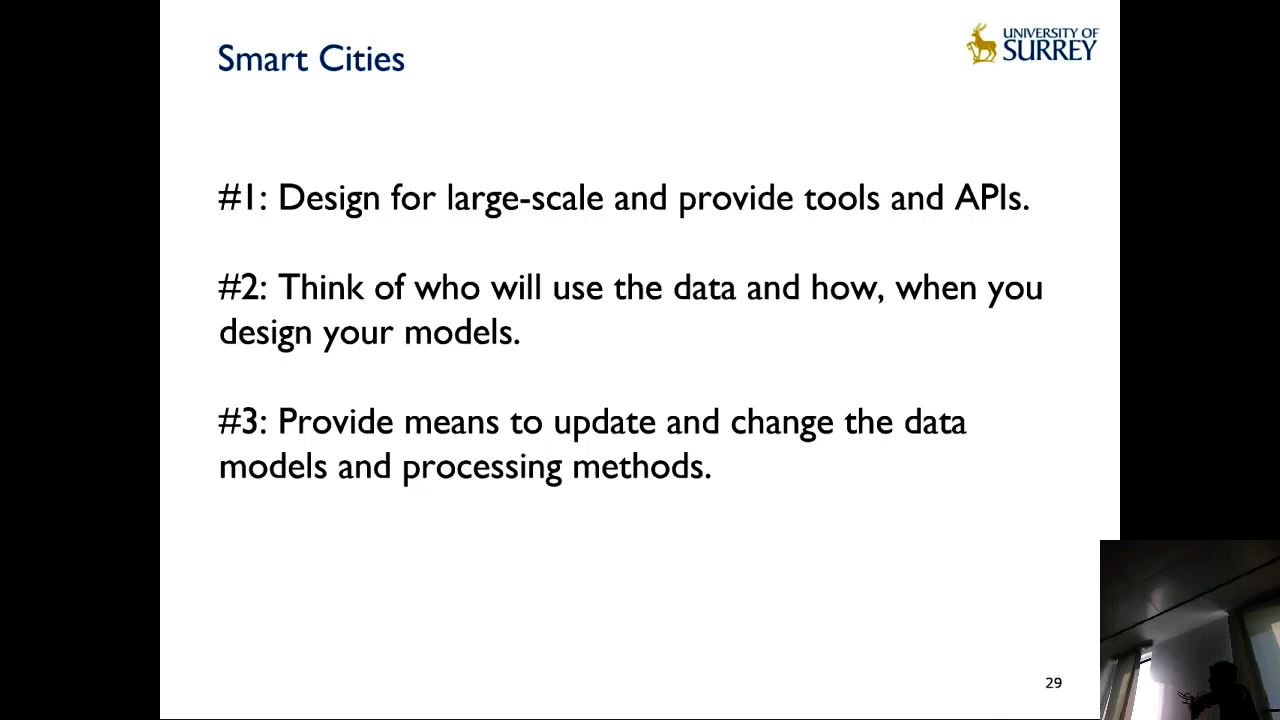 Smart Cities
UNIVERSITY OF
SURREY
#1: Design for large-scale and provide tools and APIs.
#2: Think of who will use the data and how, when you
design your models.
#3: Provide means to update and change the data
models and processing methods.
29